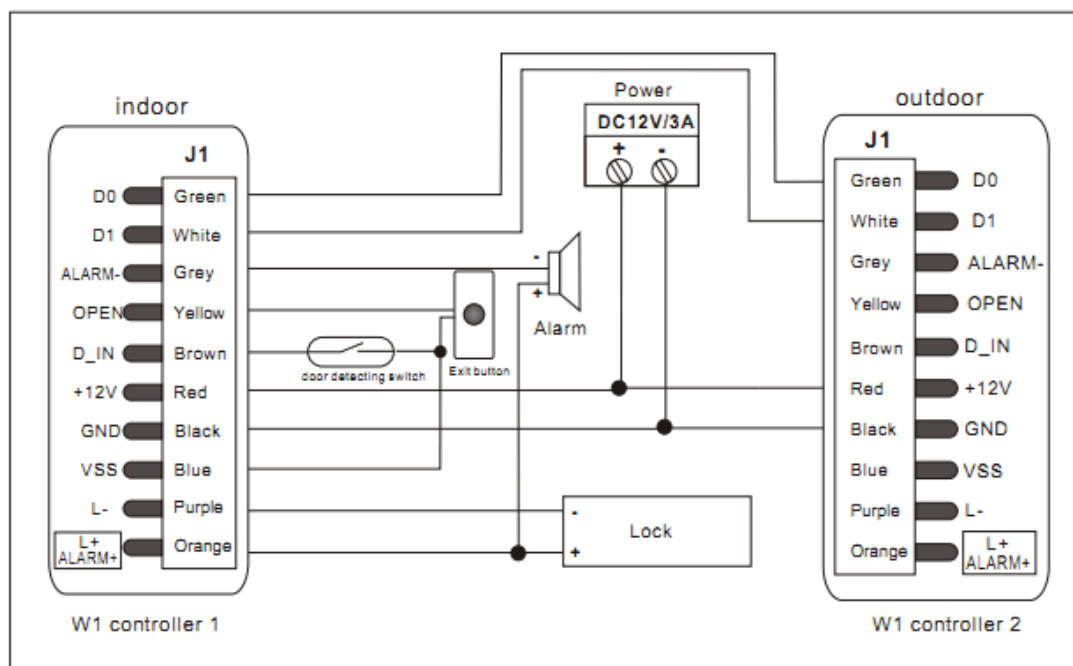 indoor
J1
D0 Green
D1 White
ALARM- Grey
OPEN Yellow
D_IN Brown
+12V Red
GND Black
VSS Blue
L- Purple
L+
ALARM+
Orange
W1 controller 1
door detecting switch
Exit button
-
+
Alarm
Power
DC12V/3A
+ -
-
+
Lock
outdoor
J1
Green D0
White D1
Grey ALARM-
Yellow OPEN
Brown D_IN
Red +12V
Black GND
Blue VSS
Purple L-
Orange
L+
ALARM+
W1 controller 2